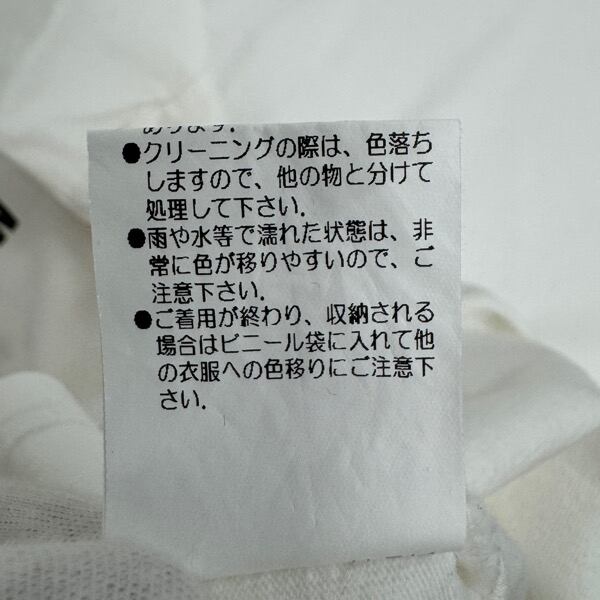 あります.
●クリーニングの際は、色落ち
しますので、他の物と分けて
処理して下さい.
●雨や水等で濡れた状態は、非
常に色が移りやすいので、ご
注意下さい.
●ご着用が終わり、収納される
場合はビニール袋に入れて他
の衣服への色移りにご注意下
さい.